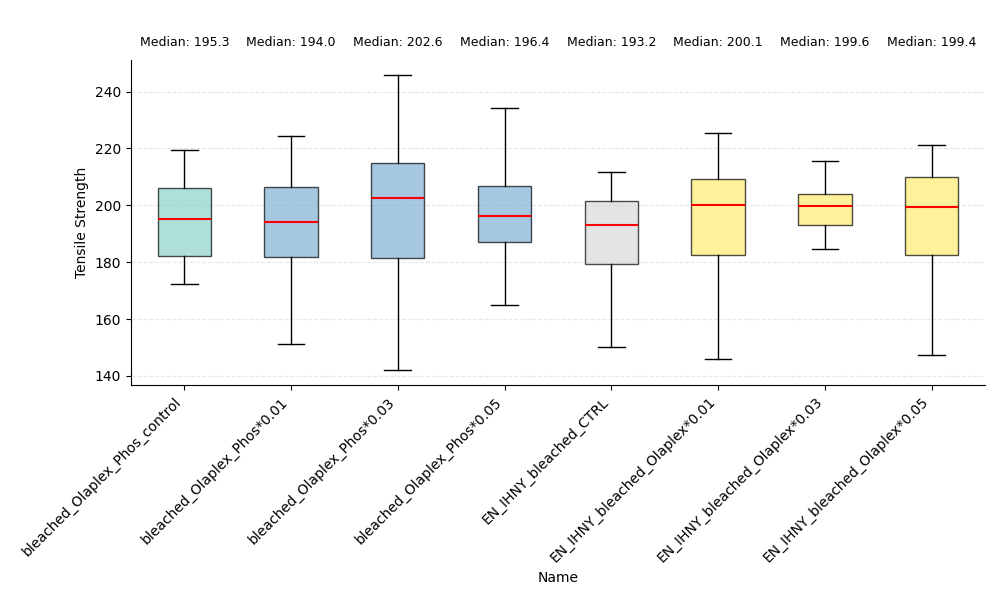 Median: 195.3 Median: 194.0 Median: 202.6 Median: 196.4 Median: 193.2 Median: 200.1 Median: 199.6 Median: 199.4
240
220
200
180
160
140
Tensile Strength
bleached_Olaplex_Phos_control
bleached_Olaplex_Phos*0.01
bleached_Olaplex_Phos*0.03
bleached_Olaplex_Phos*0.05
EN_IHNY_bleached_CTRL
EN_IHNY_bleached_Olaplex*0.01
EN_IHNY_bleached_Olaplex*0.03
EN_IHNY_bleached_Olaplex*0.05
Name